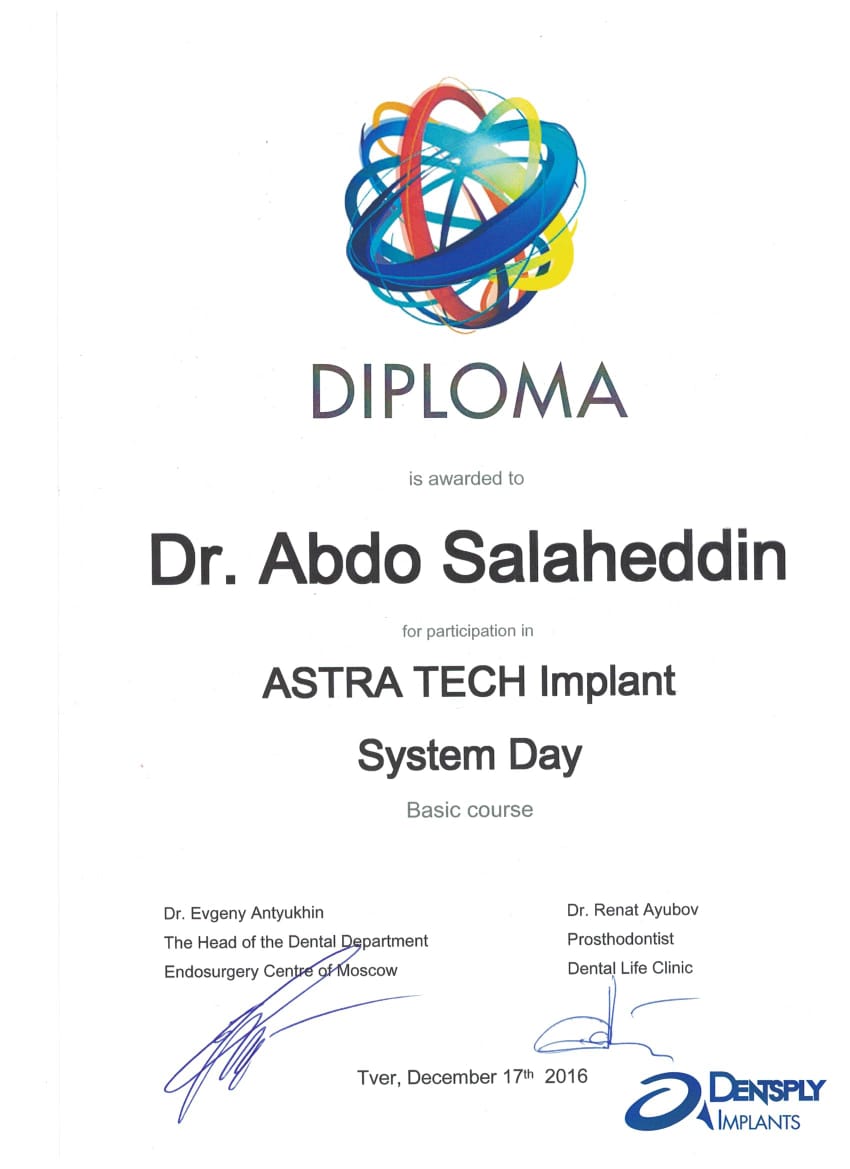 DIPLOMA
is awarded to
Dr. Abdo Salaheddin
for participation in
ASTRA TECH Implant
System Day
Basic course
Dr. Evgeny Antyukhin
The Head of the Dental Department
Endosurgery Centre of Moscow
Dr. Renat Ayubov
Prosthodontist
Dental Life Clinic
Tver, December 17th 2016
DENTSPLY
IMPLANTS